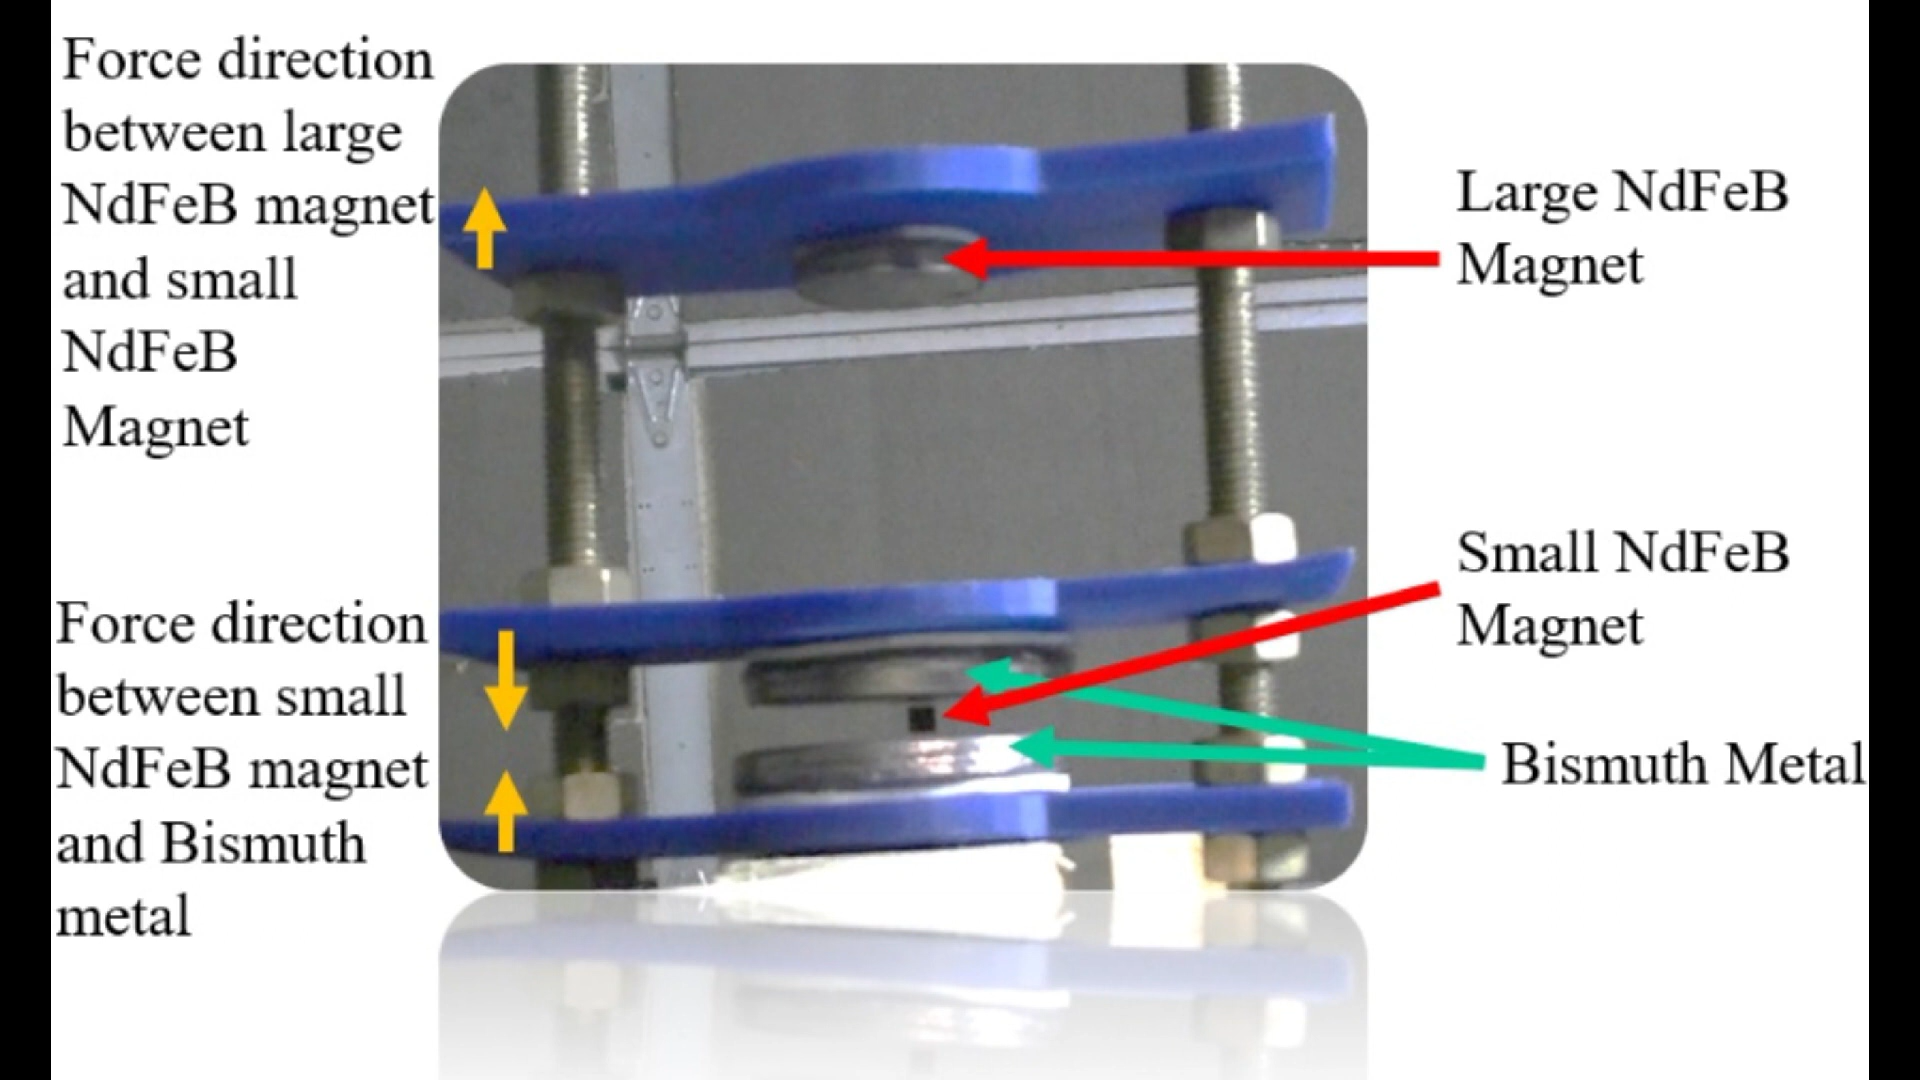 Force direction
between large
NdFeB magnet
and small
NdFeB
Magnet
Large NdFeB
Magnet
Small NdFeB
Magnet
Force direction
between small
NdFeB magnet
and Bismuth
metal
Bismuth Metal